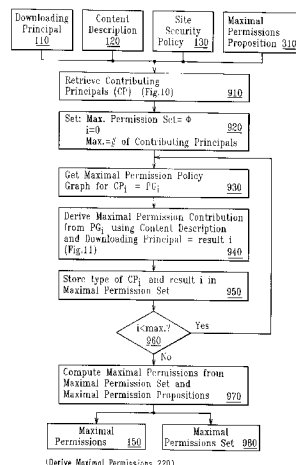 Downloading
Principal
110
Content
Description
120
Site
Security
Policy 130
Maximal
Permissions
Proposition 310
Retrieve Contributing
Principals (CP) (Fig.10) 910
Set: Max. Permission Set= Φ
i=0 920
Max.=# of Contributing Principals
Get Maximal Permission Policy
Graph for CPi = PGi 930
Derive Maximal Permission Contribution
from PGi using Content Description
and Downloading Principal = result i
(Fig.11) 940
Store type of CPi and result i in
Maximal Permission Set 950
i<max.?
960
Yes
No
Compute Maximal Permissions from
Maximal Permission Set and
Maximal Permission Propositions 970
Maximal
Permissions 450
Maximal
Permissions Set 980
(Derive Maximal Permissions 220)